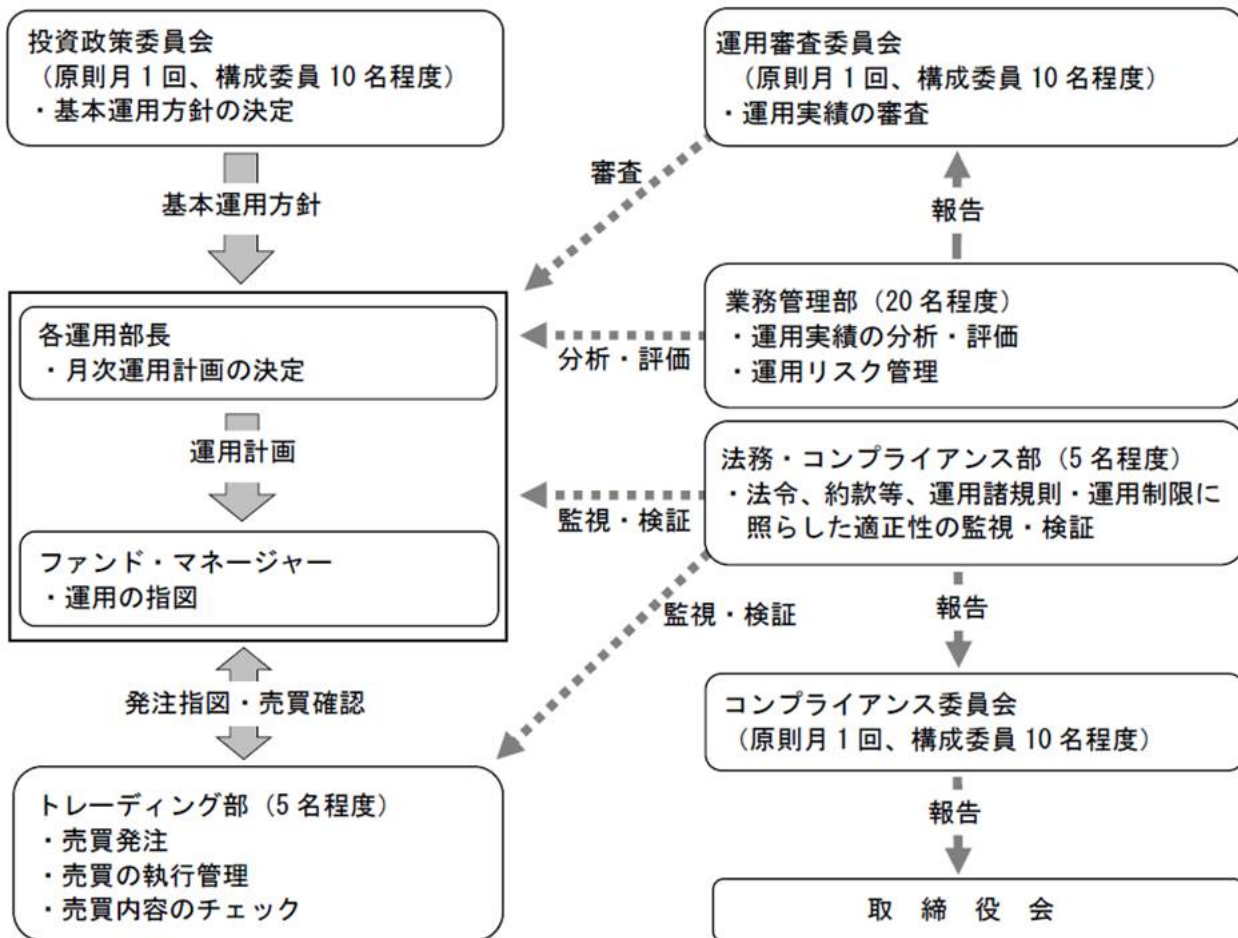 投資政策委員会
（原則月1回、構成委員10名程度）
・基本運用方針の決定
基本運用方針
各運用部長
・月次運用計画の決定
運用計画
ファンド・マネージャー
・運用の指図
発注指図・売買確認
トレーディング部（5名程度）
・売買発注
・売買の執行管理
・売買内容のチェック
運用審査委員会
（原則月1回、構成委員10名程度）
・運用実績の審査
審査
報告
業務管理部（20名程度）
・運用実績の分析・評価
・運用リスク管理
分析・評価
法務・コンプライアンス部（5名程度）
・法令、約款等、運用諸規則・運用制限に
照らした適正性の監視・検証
監視・検証
監視・検証
報告
コンプライアンス委員会
（原則月1回、構成委員10名程度）
報告
取締役会